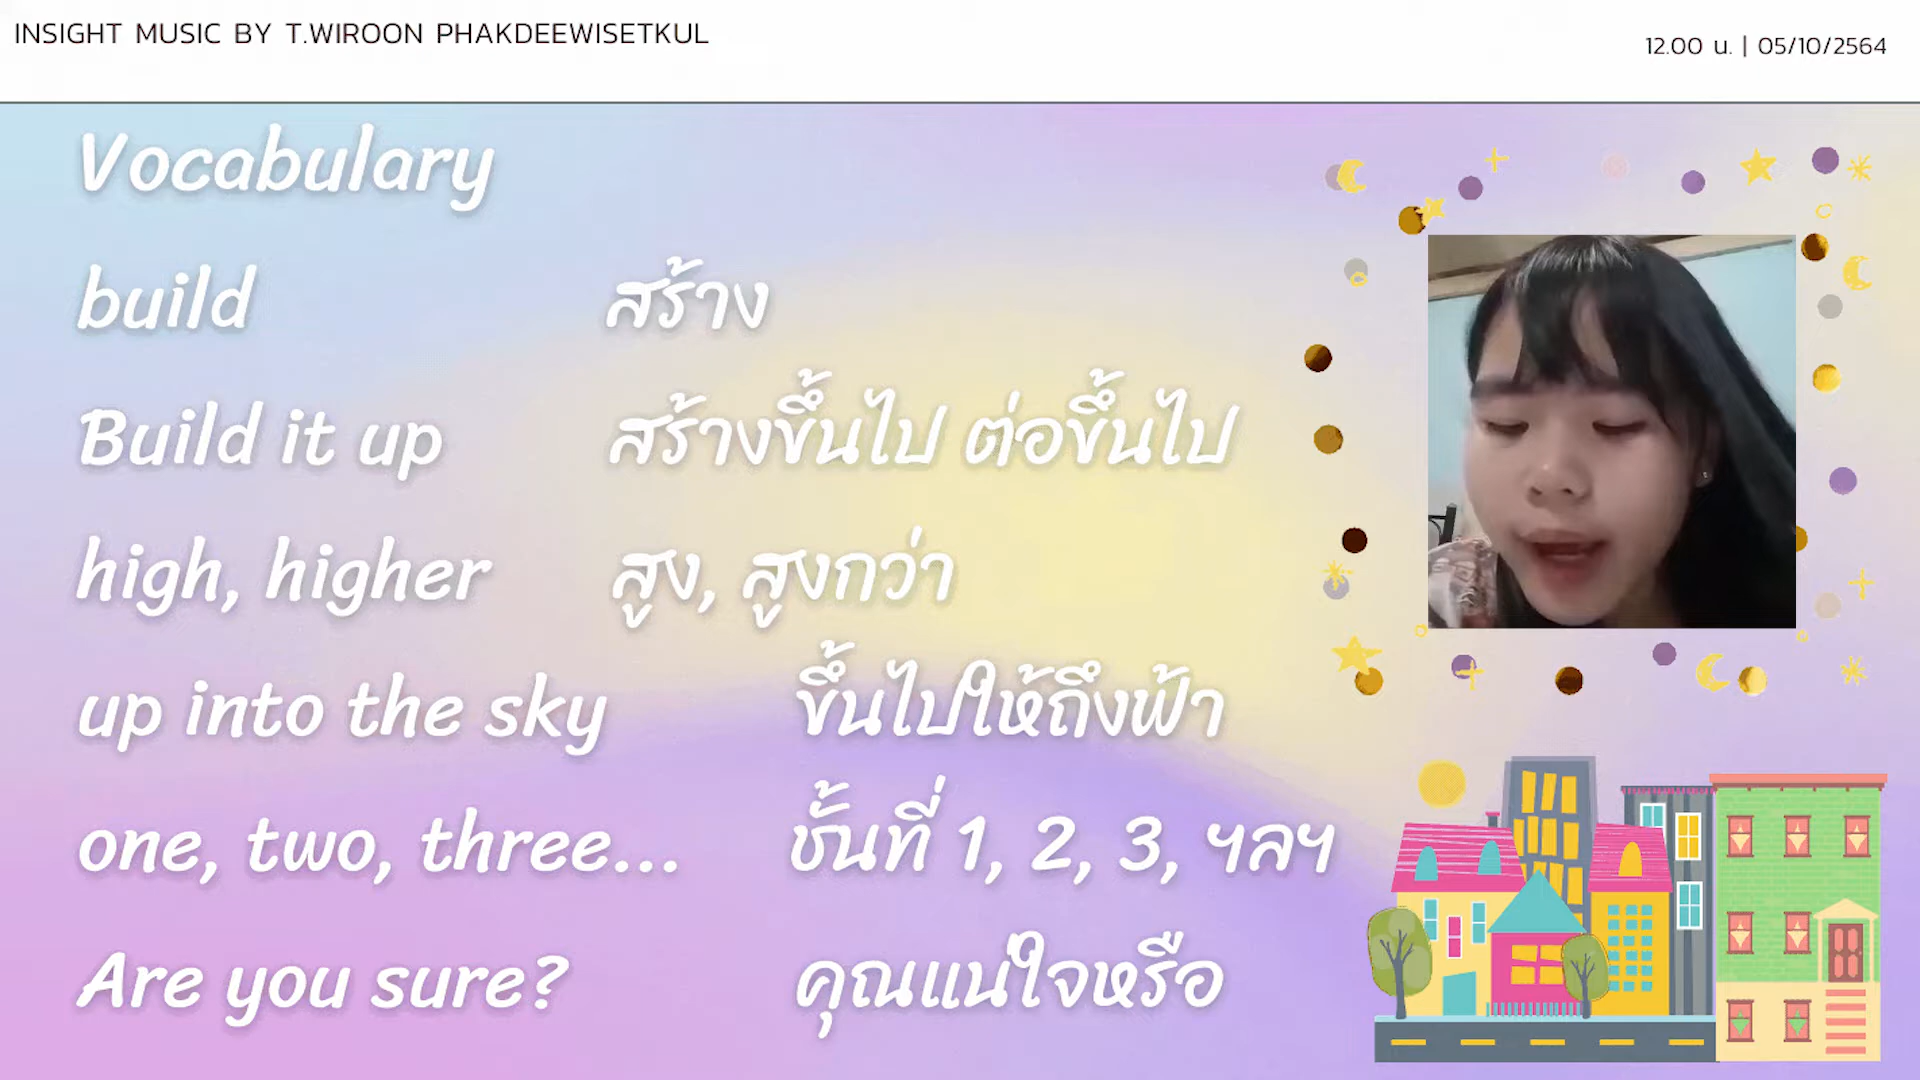 INSIGHT MUSIC BY T.WIROON PHAKDEEWISETKUL
12.00 น. | 05/10/2564
Vocabulary
build สร้าง
Build it up สร้างขึ้นไป ต่อขึ้นไป
high, higher สูง, สูงกว่า
up into the sky ขึ้นไปให้ถึงฟ้า
one, two, three... ชั้นที่ 1, 2, 3, ฯลฯ
Are you sure? คุณแน่ใจหรือ